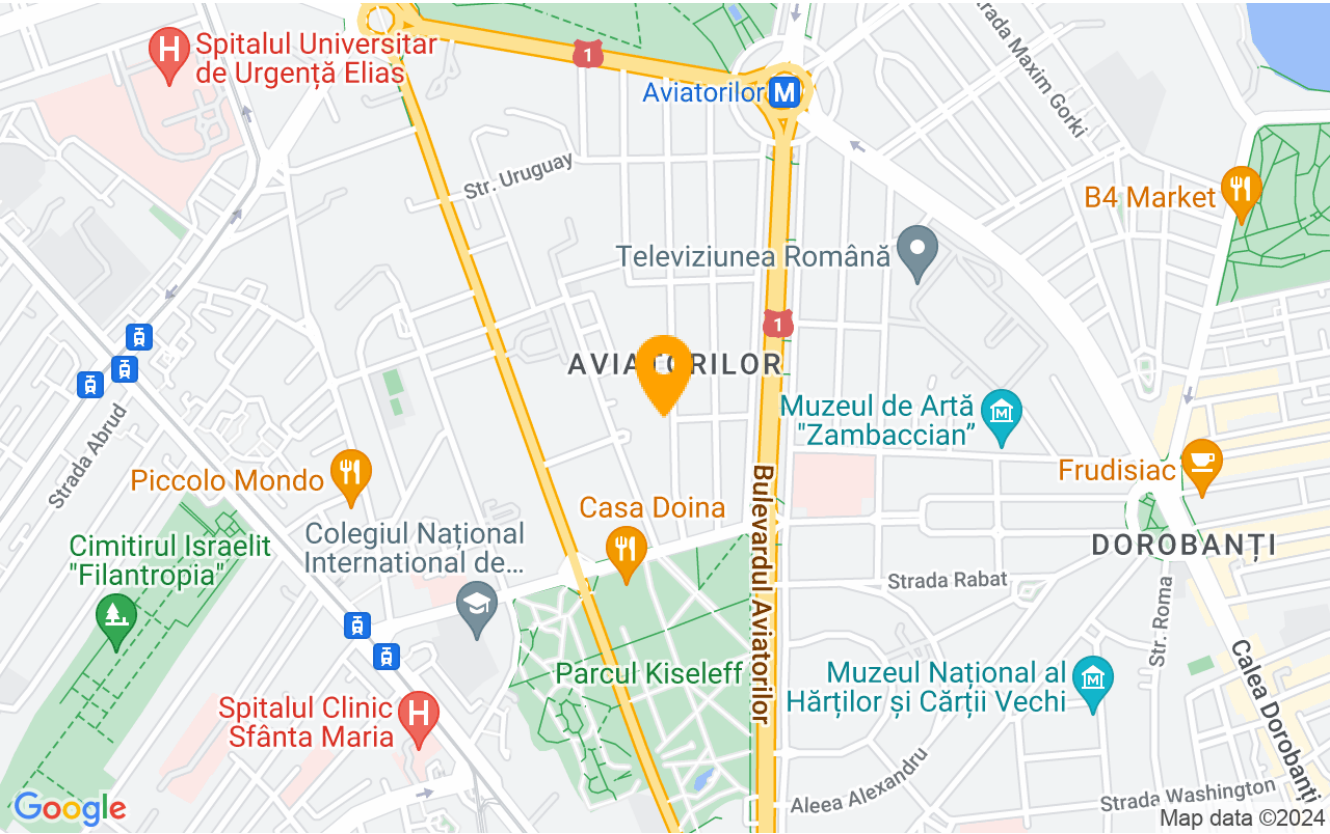 Strada Maxim Gorki
Spitalul Universitar
de Urgență Elias
1
Aviatorilor M
Str. Uruguay
B4 Market
Televiziunea Română
1
AVIATORILOR
Muzeul de Artă
"Zambaccian”
Strada Abrud
Piccolo Mondo
Frudisiac
Casa Doina
Bulevardul Aviatorilor
Colegiul Național
International de...
Cimitirul Israelit
"Filantropia"
DOROBANȚI
Strada Rabat
Str. Roma
Parcul Kiseleff
Muzeul Național al
Hărților și Cărții Vechi
Calea Dorobanți
Spitalul Clinic
Sfânta Maria
Aleea Alexandru
Strada Washington
Google
Map data ©2024